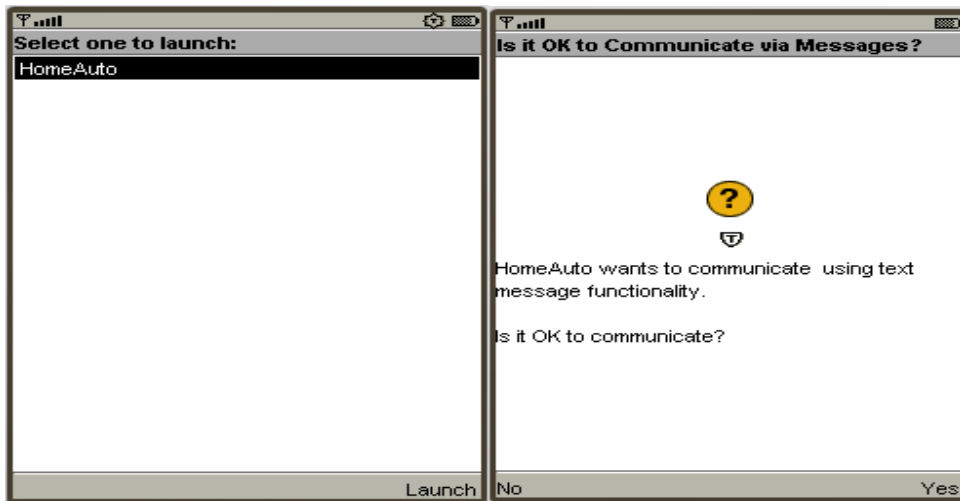 Select one to launch:
HomeAuto
Launch
Is it OK to Communicate via Messages?
?
T
HomeAuto wants to communicate  using text
message functionality.
Is it OK to communicate?
No
Yes